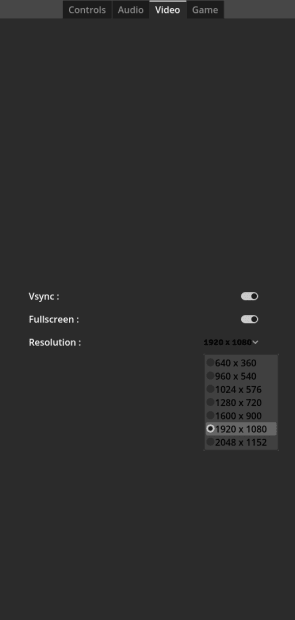 Controls Audio Video Game
Vsync :
Fullscreen :
Resolution : 1920 x 1080
640 x 360
960 x 540
1024 x 576
1280 x 720
1600 x 900
1920 x 1080
2048 x 1152